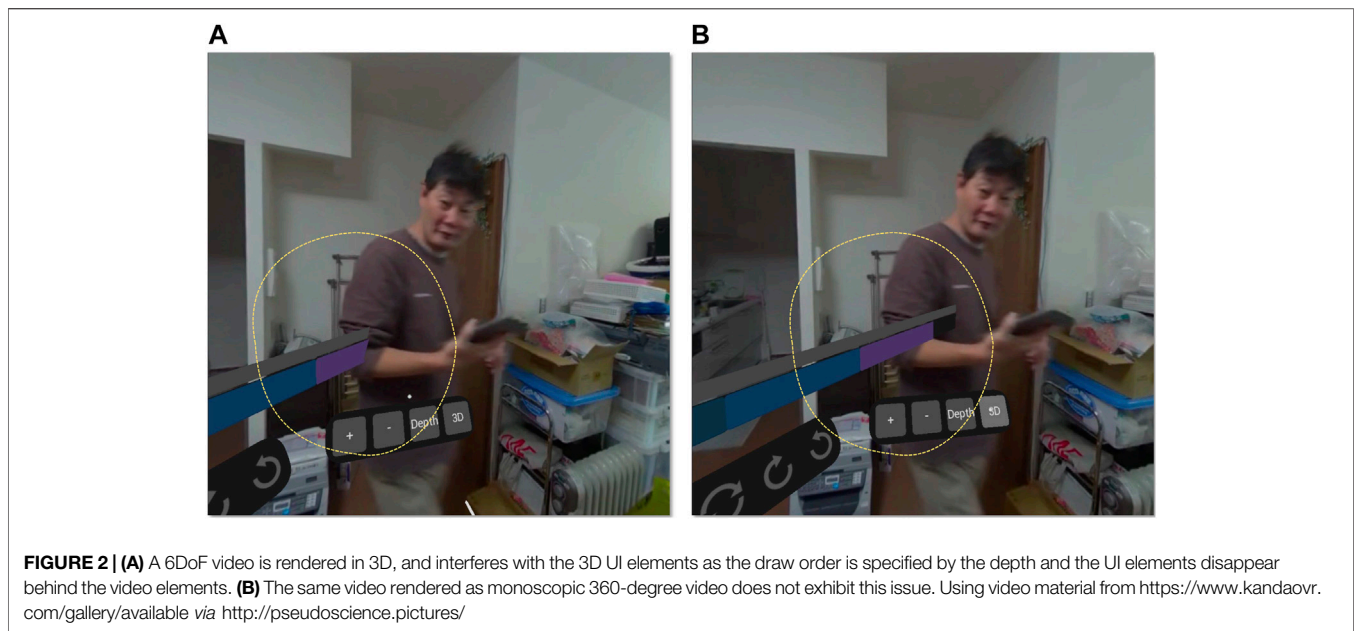 A
B
+ - Depth 3D
+ - Depth 3D
FIGURE 2 | (A) A 6DoF video is rendered in 3D, and interferes with the 3D UI elements as the draw order is specified by the depth and the UI elements disappear
behind the video elements. (B) The same video rendered as monoscopic 360-degree video does not exhibit this issue. Using video material from https://www.kandaovr.
com/gallery/available via http://pseudoscience.pictures/